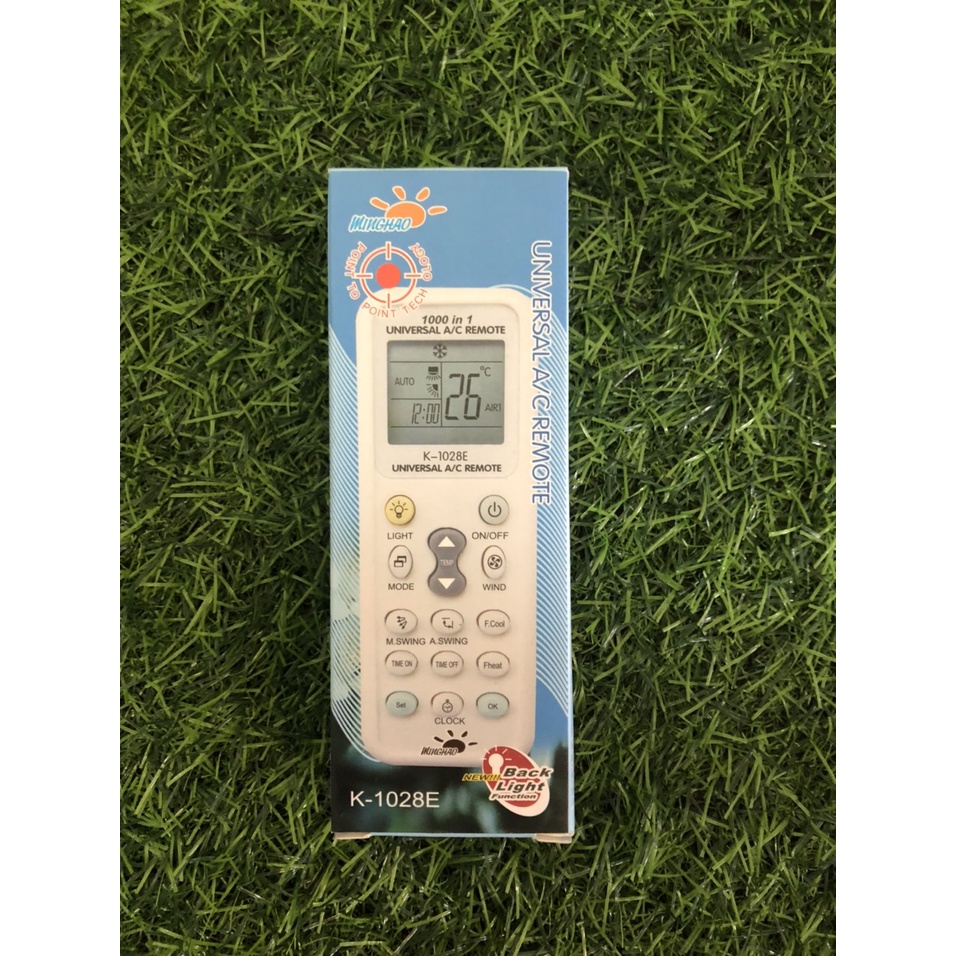 MINGHAO
POINT TO POINT TECHOLOGY
UNIVERSAL A/C REMOTE
1000 in 1
UNIVERSAL A/C REMOTE
AUTO
12:00
26
°C
AIR1
K-1028E
UNIVERSAL A/C REMOTE
LIGHT
ON/OFF
TEMP
MODE
WIND
F.Cool
M.SWING A.SWING
TIME ON
TIME OFF
Fheat
Set
OK
CLOCK
MINGHAO
NEW!!!
Back
Light
Function
K-1028E